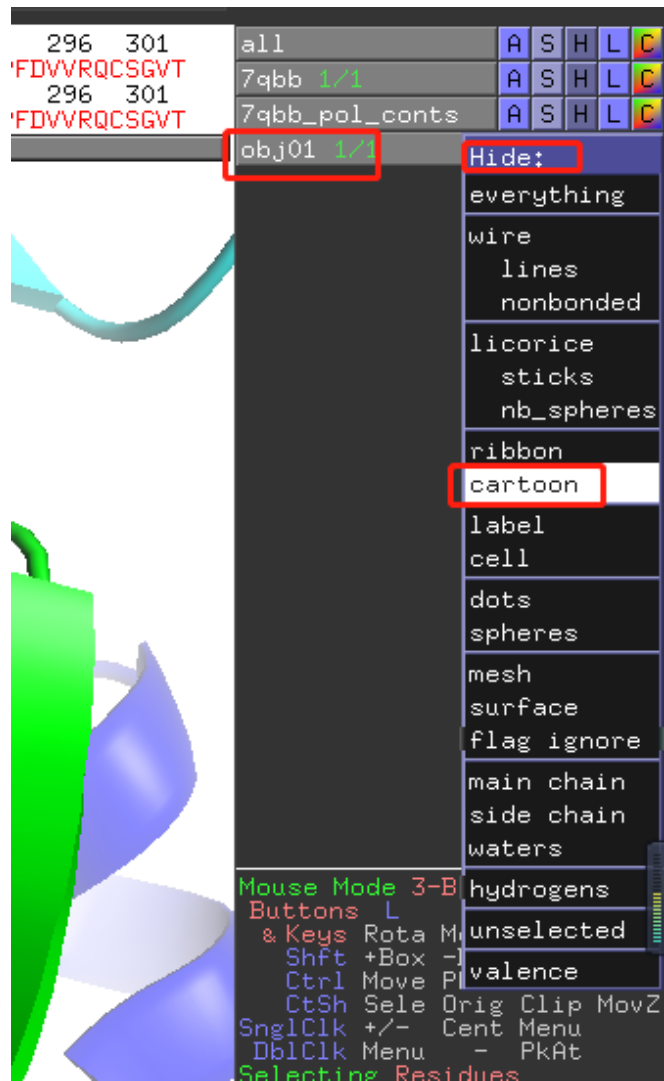 296 301
FDVVRQCSGVT
296 301
FDVVRQCSGVT
all A S H L C
7qbb 1/1 A S H L C
7qbb_pol_conts A S H L C
obj01 1/1
Hide:
everything
wire
lines
nonbonded
licorice
sticks
nb_spheres
ribbon
cartoon
label
cell
dots
spheres
mesh
surface
flag ignore
main chain
side chain
waters
hydrogens
unselected
valence
Mouse Mode 3-B
Buttons L
& Keys Rota
Shft +Box
Ctrl Move
CtSh Sele Orig Clip MovZ
SnglClk +/- Cent Menu
DblClk Menu - PkAt
Selecting Residues